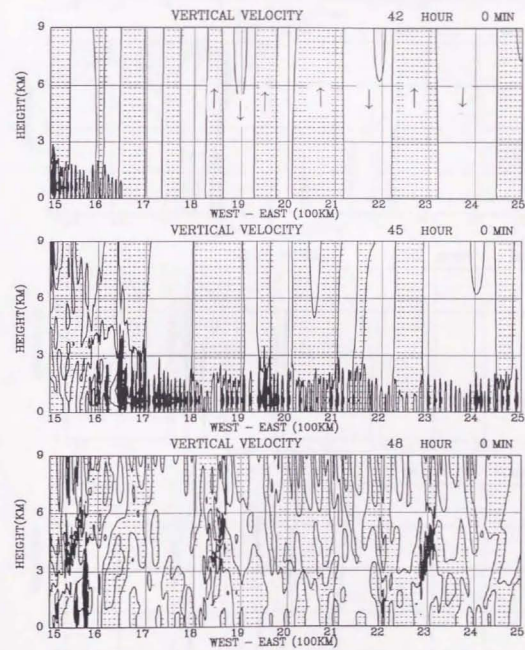 VERTICAL VELOCITY 42 HOUR 0 MIN
9
6
3
0
HEIGHT(KM)
15 16 17 18 19 20 21 22 23 24 25
WEST - EAST (100KM)
VERTICAL VELOCITY 45 HOUR 0 MIN
9
6
3
0
HEIGHT(KM)
15 16 17 18 19 20 21 22 23 24 25
WEST - EAST (100KM)
VERTICAL VELOCITY 48 HOUR 0 MIN
9
6
3
0
HEIGHT(KM)
15 16 17 18 19 20 21 22 23 24 25
WEST - EAST (100KM)